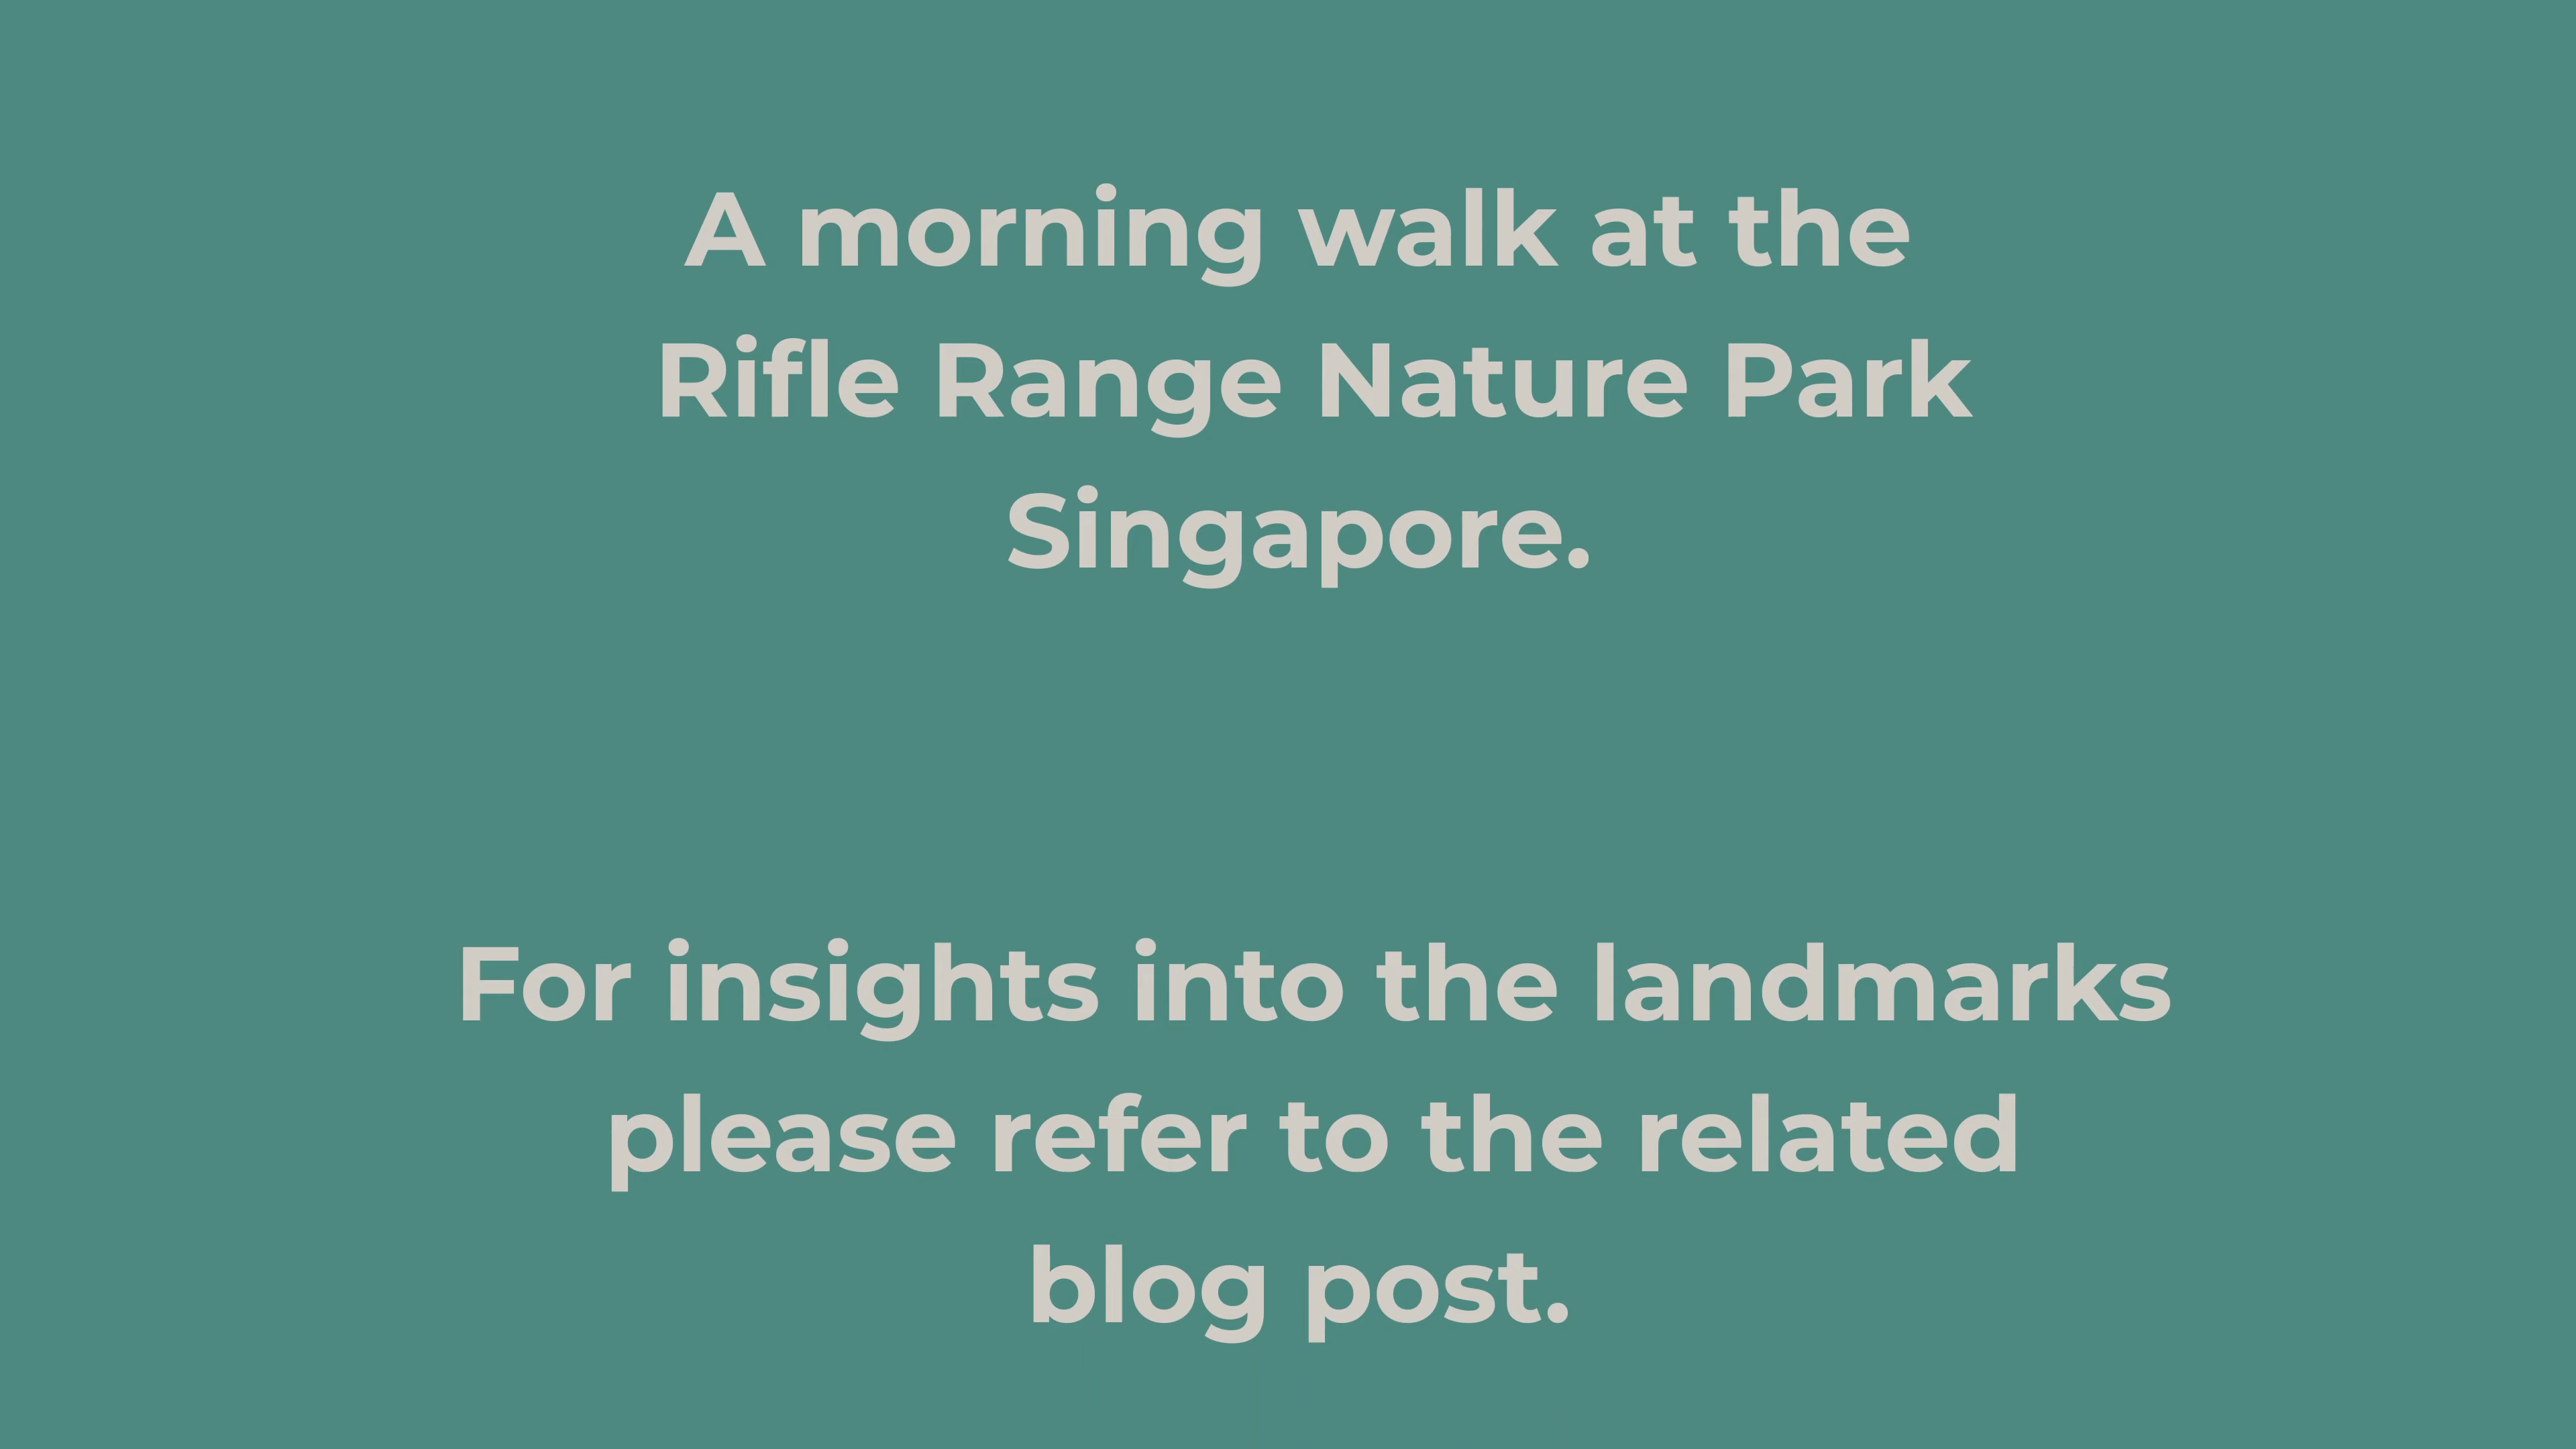 A morning walk at the
Rifle Range Nature Park
Singapore.
For insights into the landmarks
please refer to the related
blog post.